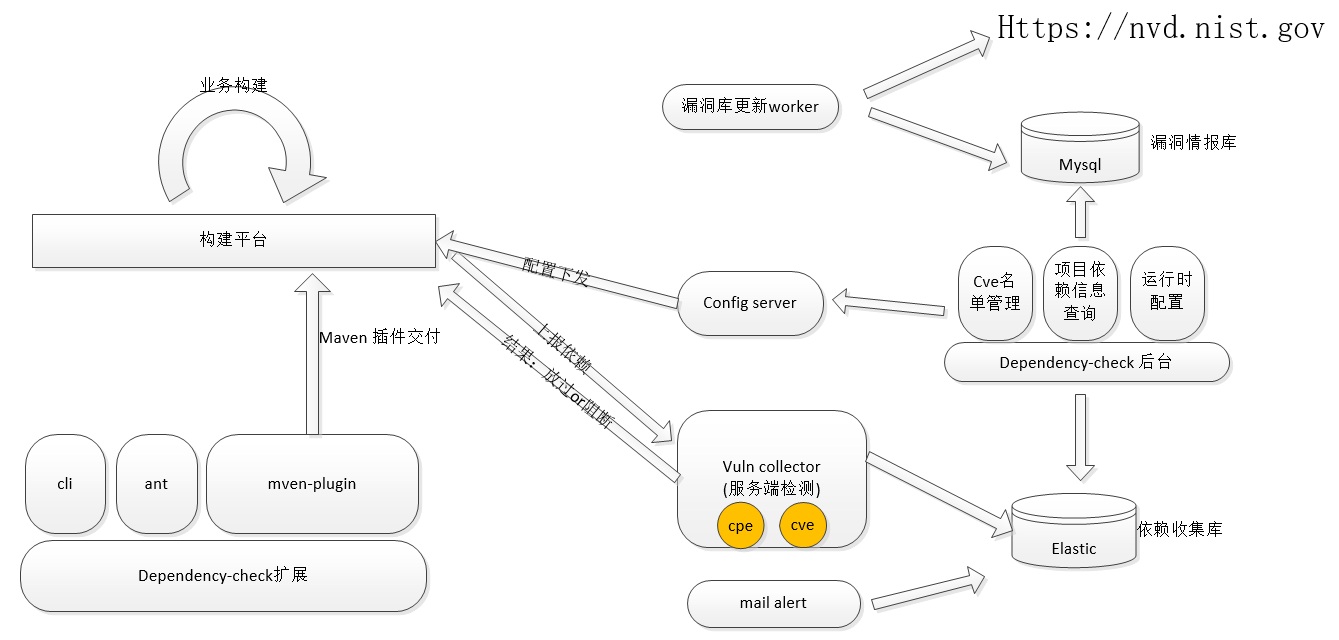 Https://nvd.nist.gov
业务构建
漏洞库更新worker
漏洞情报库
Mysql
构建平台
配置下发
Config server
Cve名
单管理
项目依
赖信息
查询
运行时
配置
Maven 插件交付
上报依赖
结果：放过or阻断
Dependency-check 后台
cli
ant
mven-plugin
Vuln collector
(服务端检测)
cpe
cve
Elastic
依赖收集库
Dependency-check扩展
mail alert